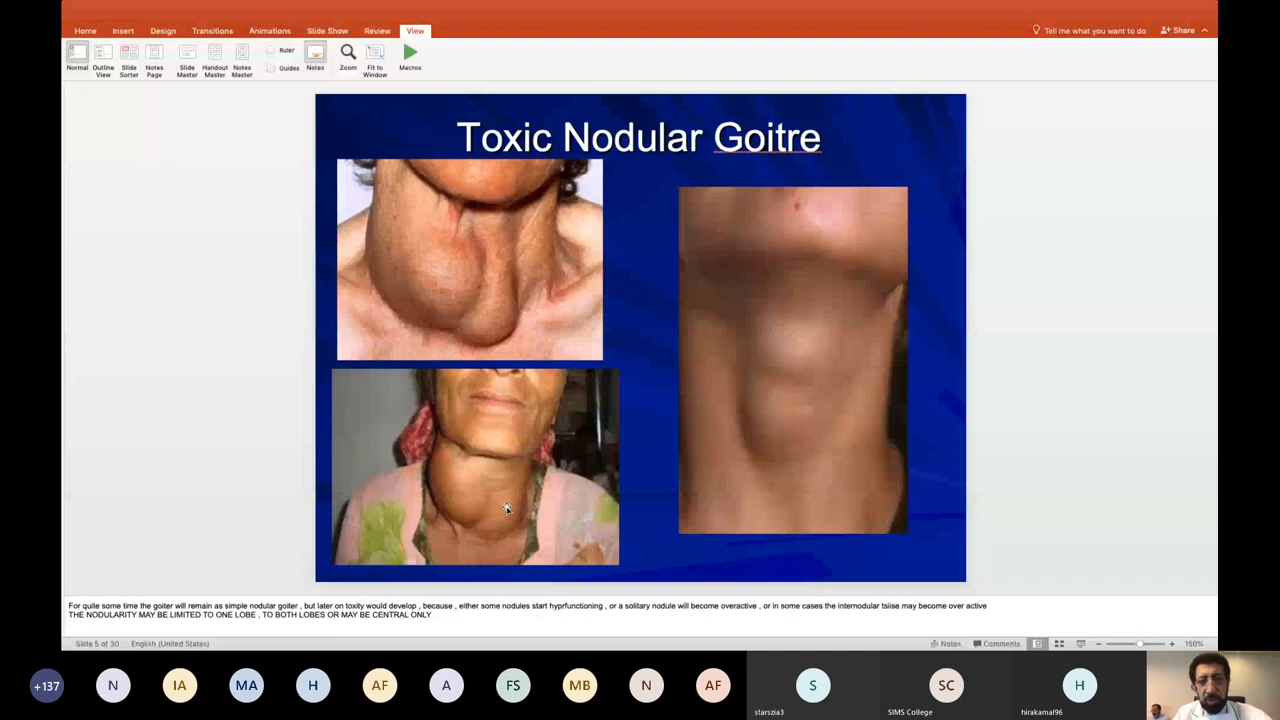 Home Insert Design Transitions Animations Slide Show Review View
Tell me what you want to do
Share
Normal
Outline View
Slide Sorter
Notes Page
Slide Master
Handout Master
Notes Master
Ruler
Guides
Notes
Zoom
Fit to Window
Macros
Toxic Nodular Goitre
For quite some time the goiter will remain as simple nodular goiter , but later on toxity would develop , because , either some nodules start hyprfunctioning , or a solitary nodule will become overactive , or in some cases the internodular tsiise may become over active
THE NODULARITY MAY BE LIMITED TO ONE LOBE , TO BOTH LOBES OR MAY BE CENTRAL ONLY
Slide 5 of 30 English (United States) Notes Comments 150%
+137 N IA MA H AF A FS MB N AF S SC H
starszia3 SIMS College hirakamal96